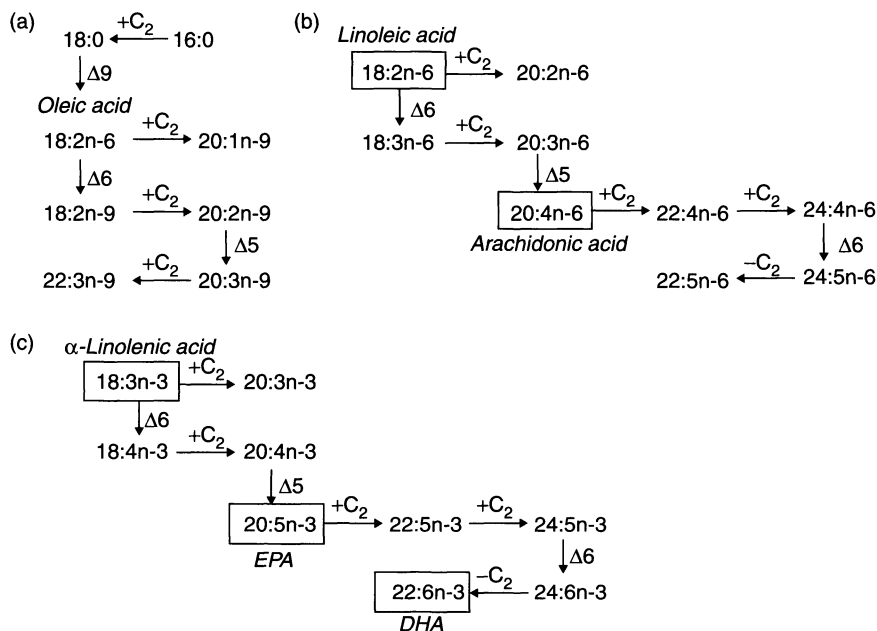 (a)
+C2
18:0 16:0
Δ9
Oleic acid
18:2n-6 +C2 20:1n-9
Δ6
18:2n-9 +C2 20:2n-9
Δ5
22:3n-9 +C2 20:3n-9
(b)
Linoleic acid
18:2n-6 +C2 20:2n-6
Δ6
18:3n-6 +C2 20:3n-6
Δ5
20:4n-6 +C2 22:4n-6 +C2 24:4n-6
Arachidonic acid
Δ6
22:5n-6 −C2 24:5n-6
(c)
α-Linolenic acid
18:3n-3 +C2 20:3n-3
Δ6
18:4n-3 +C2 20:4n-3
Δ5
20:5n-3 +C2 22:5n-3 +C2 24:5n-3
EPA
Δ6
22:6n-3 −C2 24:6n-3
DHA